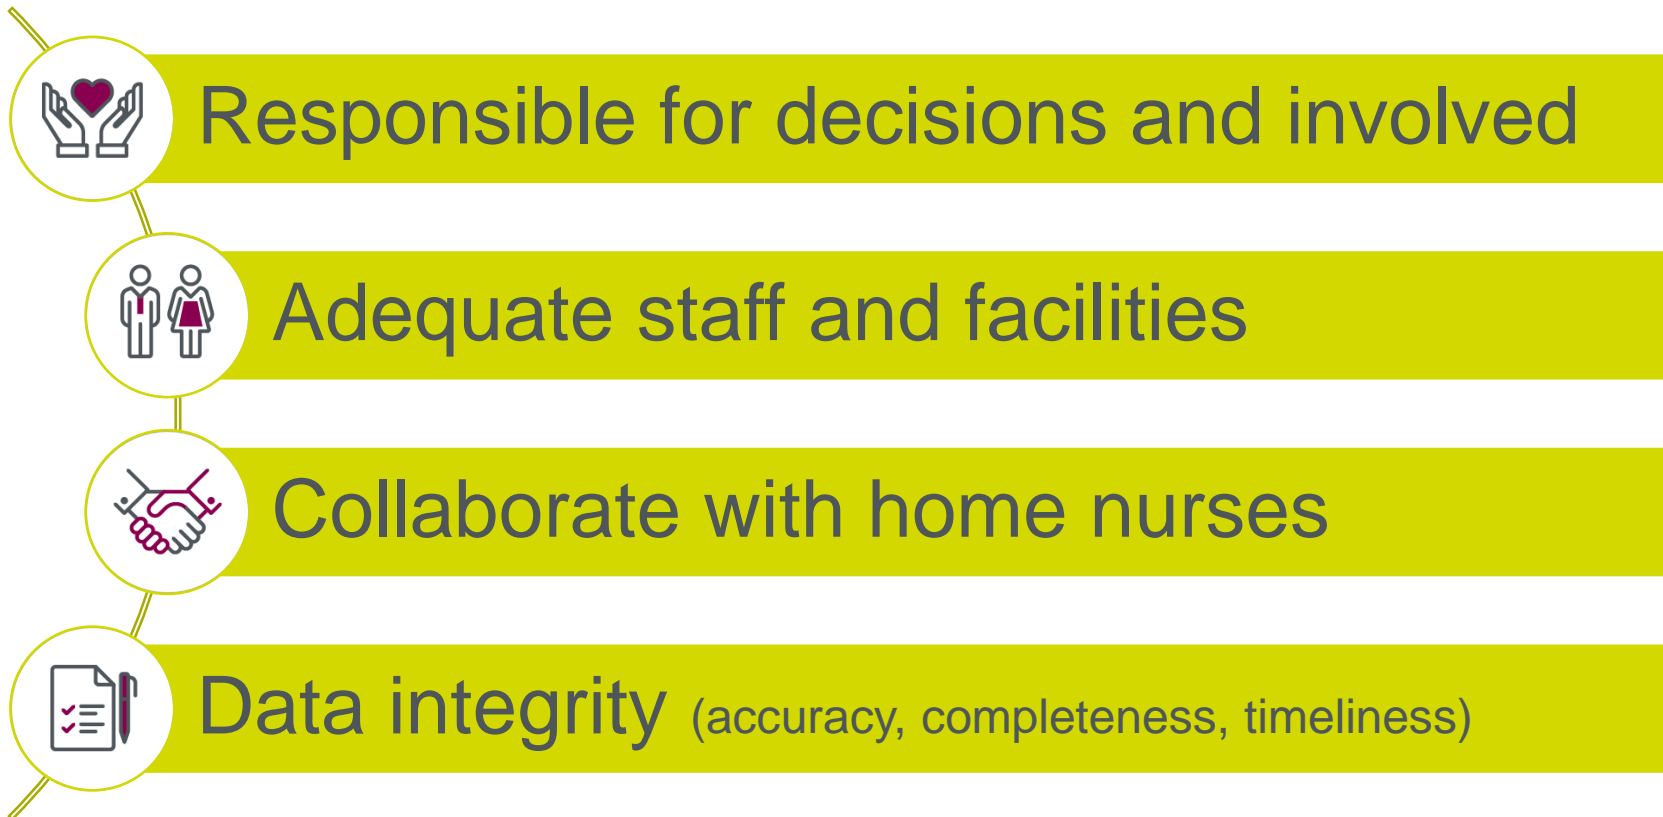 Responsible for decisions and involved
Adequate staff and facilities
Collaborate with home nurses
Data integrity (accuracy, completeness, timeliness)